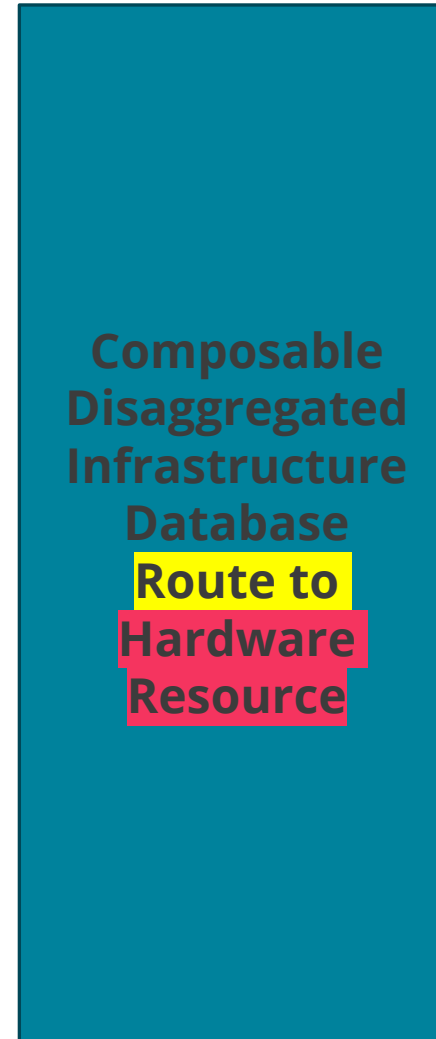 Composable
Disaggregated
Infrastructure
Database
Route to
Hardware
Resource